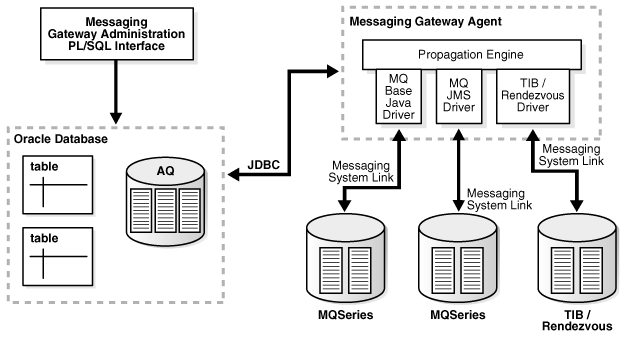 Messaging
Gateway Administration
PL/SQL Interface
Messaging Gateway Agent
Propagation Engine
MQ
Base
Java
Driver
MQ
JMS
Driver
TIB /
Rendezvous
Driver
Oracle Database
table
table
AQ
JDBC
Messaging
System Link
Messaging
System Link
Messaging
System Link
MQSeries
MQSeries
TIB /
Rendezvous